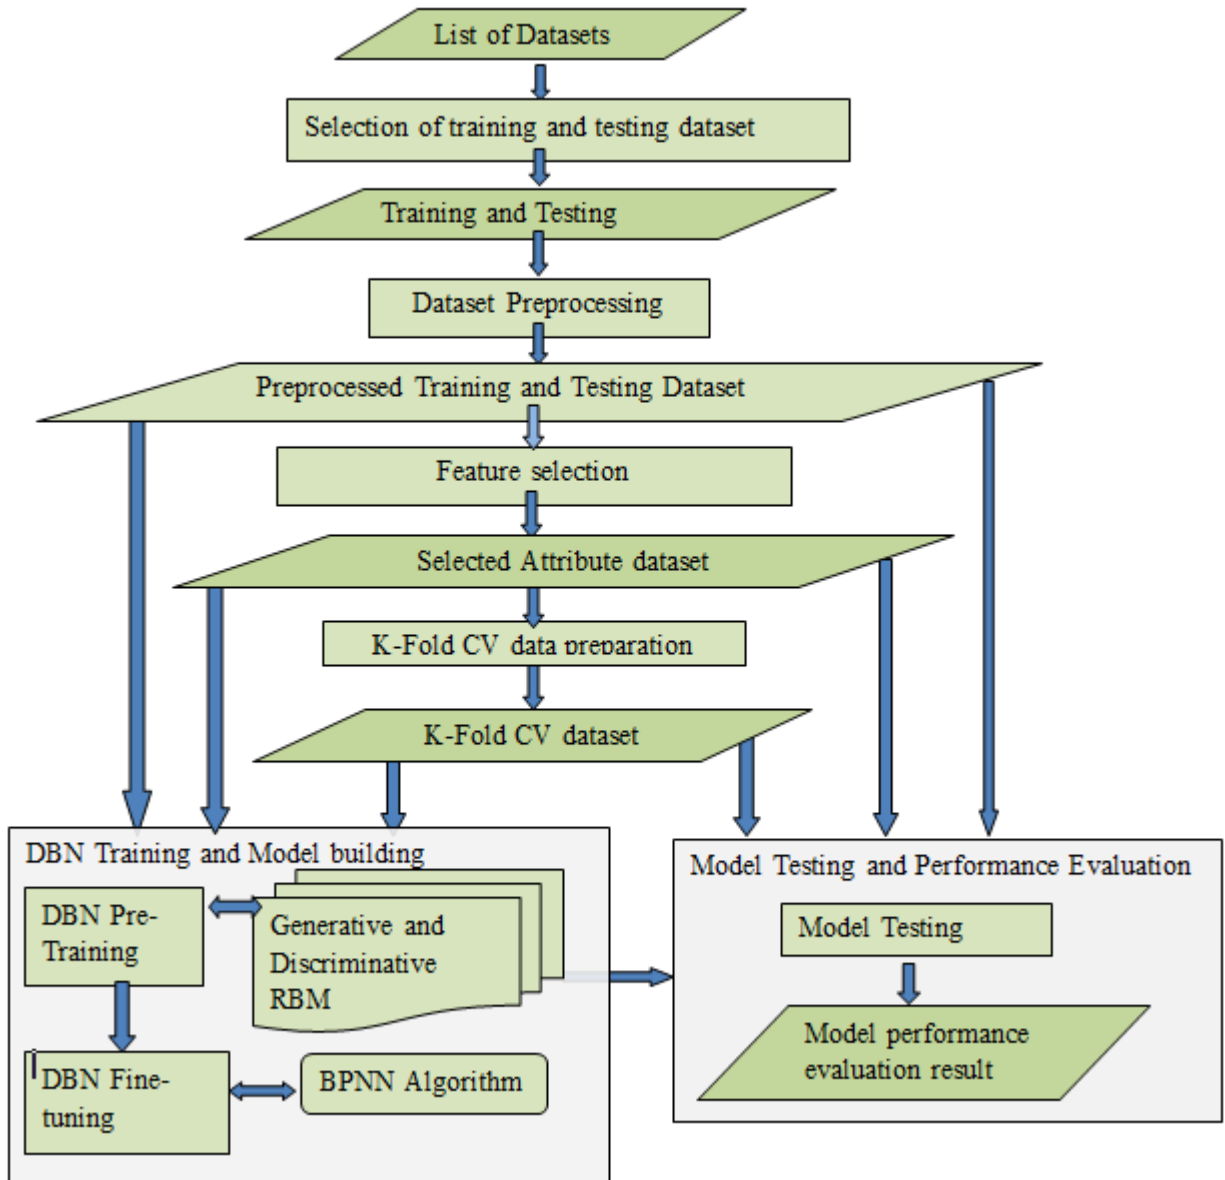 List of Datasets
Selection of training and testing dataset
Training and Testing
Dataset Preprocessing
Preprocessed Training and Testing Dataset
Feature selection
Selected Attribute dataset
K-Fold CV data preparation
K-Fold CV dataset
DBN Training and Model building
DBN Pre-
Training
Generative and
Discriminative
RBM
DBN Fine-
tuning
BPNN Algorithm
Model Testing and Performance Evaluation
Model Testing
Model performance
evaluation result